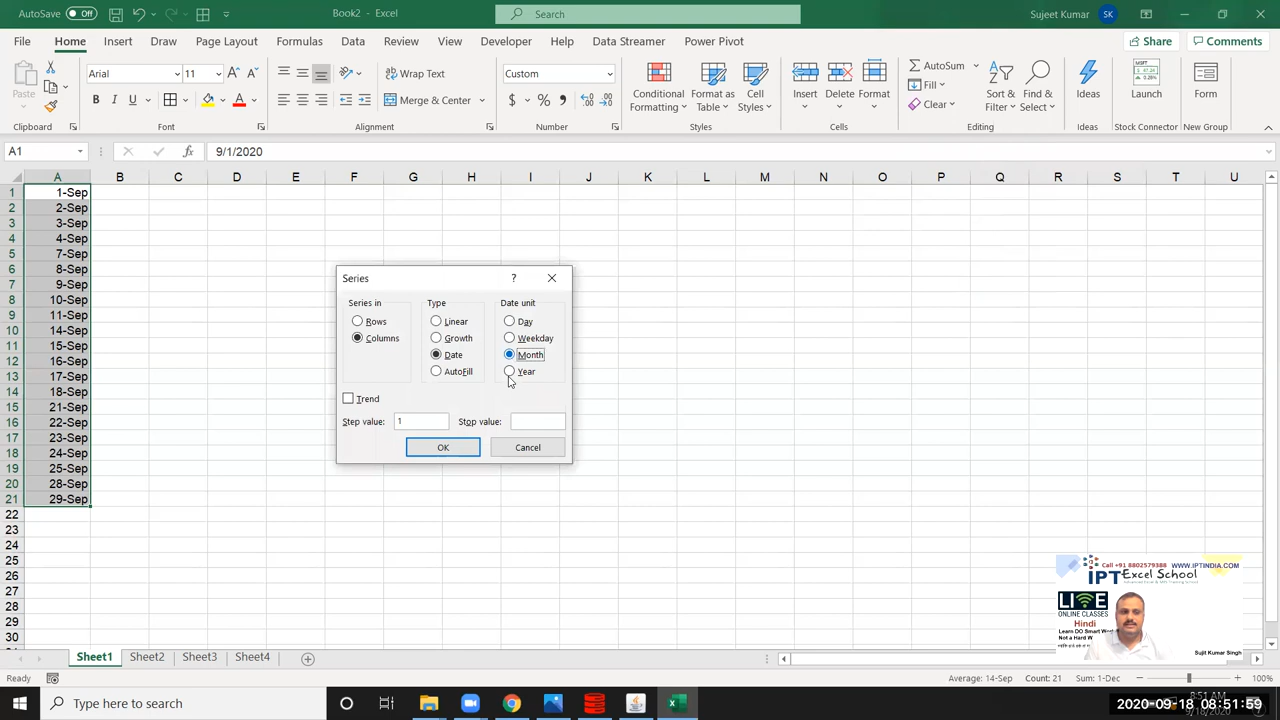 AutoSave Off Book2 - Excel Search Sujeet Kumar SK
File Home Insert Draw Page Layout Formulas Data Review View Developer Help Data Streamer Power Pivot Share Comments
Paste Arial 11 Wrap Text Custom Conditional Formatting Format as Table Cell Styles Insert Delete Format AutoSum Fill Clear Sort & Filter Find & Select Ideas Launch Form
B I U Merge & Center $ %
Clipboard Font Alignment Number Styles Cells Editing Ideas Stock Connector New Group
A1 fx 9/1/2020
A B C D E F G H I J K L M N O P Q R S T U
1 1-Sep
2 2-Sep
3 3-Sep
4 4-Sep
5 7-Sep
6 8-Sep
7 9-Sep
8 10-Sep
9 11-Sep
10 14-Sep
11 15-Sep
12 16-Sep
13 17-Sep
14 18-Sep
15 21-Sep
16 22-Sep
17 23-Sep
18 24-Sep
19 25-Sep
20 28-Sep
21 29-Sep
22
23
24
25
26
27
28
29
30
Series ?
Series in Type Date unit
Rows Linear Day
Columns Growth Weekday
Date Month
AutoFill Year
Trend
Step value: 1 Stop value:
OK Cancel
Call +91 8802579388 WWW.IPTINDIA.COM
IPT Excel School
LIVE
ONLINE CLASSES
Hindi
Learn DO Smart
Not a Hard
Sujit Kumar Singh
Sheet1 Sheet2 Sheet3 Sheet4
Ready Average: 14-Sep Count: 21 Sum: 1-Dec 100%
Type here to search
2020-09-18 08:51:59